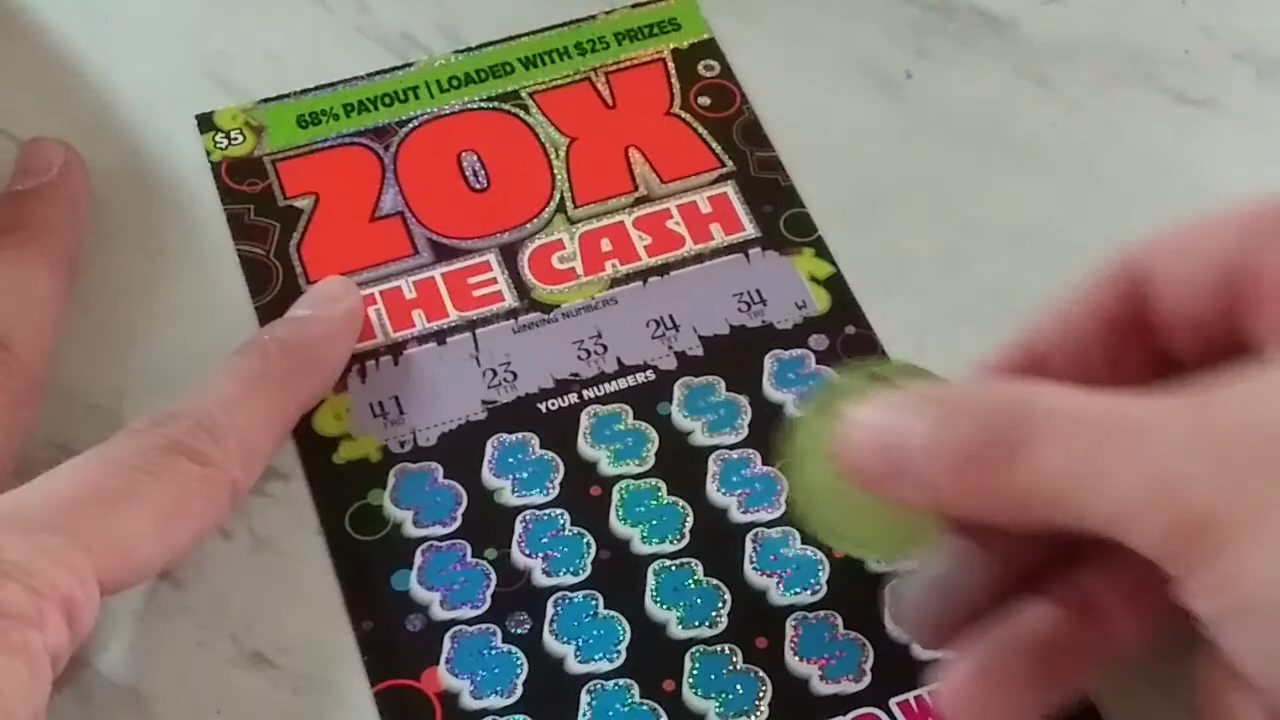 68% PAYOUT | LOADED WITH $25 PRIZES
$5
20X
THE CASH
WINNING NUMBERS
41 23 33 24 34
YOUR NUMBERS